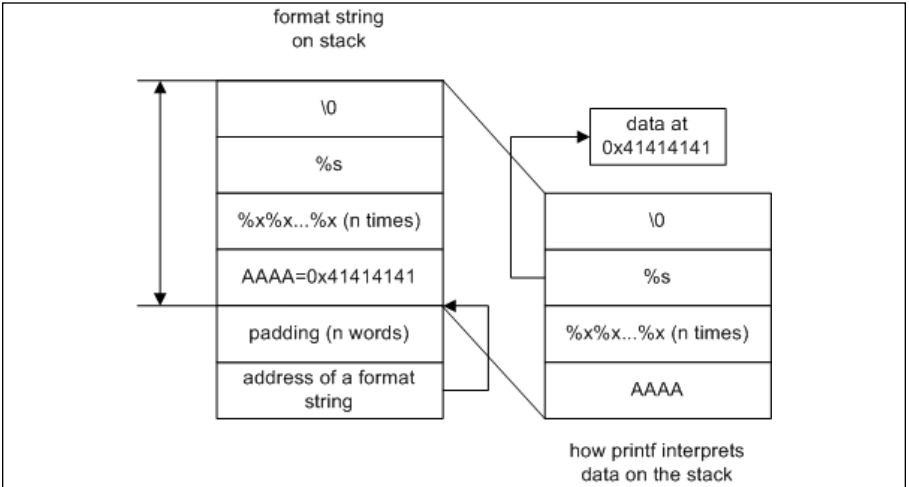 format string
on stack
\0
%s
%x%x...%x (n times)
AAAA=0x41414141
padding (n words)
address of a format
string
data at
0x41414141
\0
%s
%x%x...%x (n times)
AAAA
how printf interprets
data on the stack